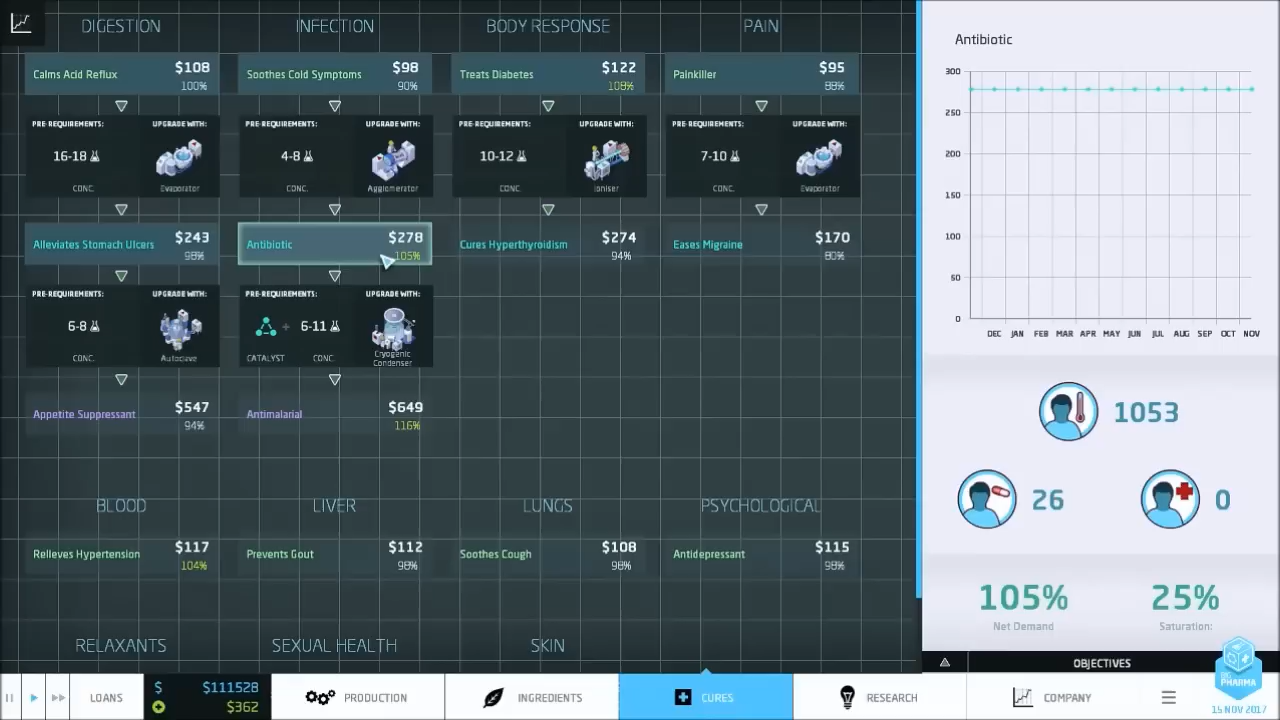 DIGESTION INFECTION BODY RESPONSE PAIN
Calms Acid Reflux $108 100%
Soothes Cold Symptoms $98 90%
Treats Diabetes $122 108%
Painkiller $95 88%
PRE-REQUIREMENTS: UPGRADE WITH:
16-18
CONC. Evaporator
PRE-REQUIREMENTS: UPGRADE WITH:
4-8
CONC. Agglomerator
PRE-REQUIREMENTS: UPGRADE WITH:
10-12
CONC. Ioniser
PRE-REQUIREMENTS: UPGRADE WITH:
7-10
CONC. Evaporator
Alleviates Stomach Ulcers $243 98%
Antibiotic $278 105%
Cures Hyperthyroidism $274 94%
Eases Migraine $170 80%
PRE-REQUIREMENTS: UPGRADE WITH:
6-8
CONC. Autoclave
PRE-REQUIREMENTS: UPGRADE WITH:
+ 6-11
CATALYST CONC. Cryogenic
Condenser
Appetite Suppressant $547 94%
Antimalarial $649 116%
BLOOD LIVER LUNGS PSYCHOLOGICAL
Relieves Hypertension $117 104%
Prevents Gout $112 98%
Soothes Cough $108 98%
Antidepressant $115 98%
RELAXANTS SEXUAL HEALTH SKIN
Antibiotic
300
250
200
150
100
50
0
DEC JAN FEB MAR APR MAY JUN JUL AUG SEP OCT NOV
1053
26 0
105% 25%
Net Demand Saturation:
OBJECTIVES
LOANS
$ $111528
$362
PRODUCTION INGREDIENTS CURES RESEARCH COMPANY
BIG
PHARMA
15 NOV 2017